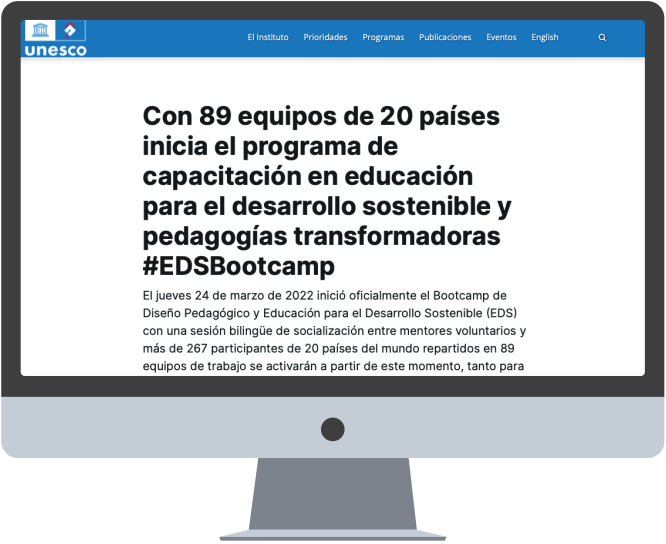 unesco
El Instituto Prioridades Programas Publicaciones Eventos English
Con 89 equipos de 20 países
inicia el programa de
capacitación en educación
para el desarrollo sostenible y
pedagogías transformadoras
#EDSBootcamp
El jueves 24 de marzo de 2022 inició oficialmente el Bootcamp de
Diseño Pedagógico y Educación para el Desarrollo Sostenible (EDS)
con una sesión bilingüe de socialización entre mentores voluntarios y
más de 267 participantes de 20 países del mundo repartidos en 89
equipos de trabajo se activarán a partir de este momento, tanto para